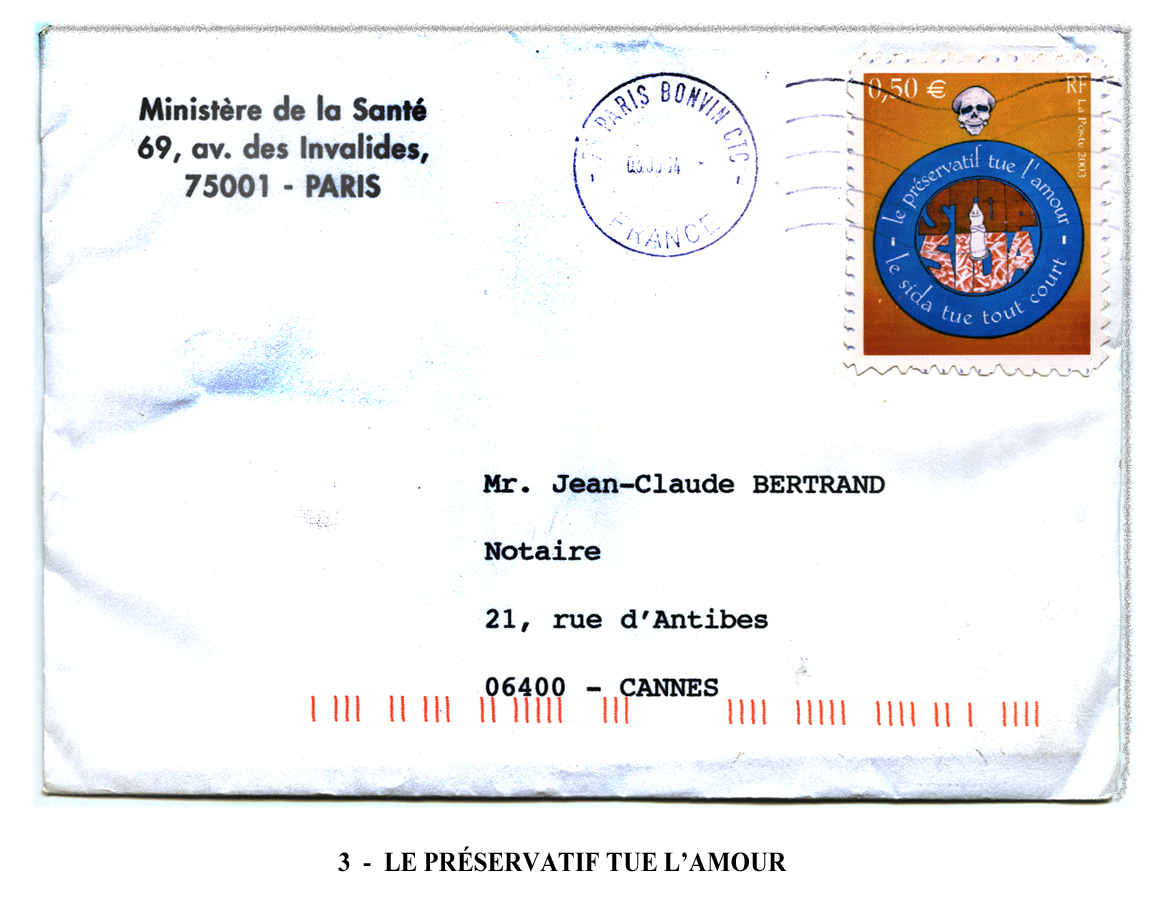 Ministère de la Santé
69, av. des Invalides,
75001 - PARIS
PARIS BONVIN CTC
FRANCE
0,50 €
RF
La Poste 2003
- le préservatif tue l'amour -
le sida tue tout court
STOP
SIDA
Mr. Jean-Claude BERTRAND
Notaire
21, rue d'Antibes
06400 - CANNES
3 - LE PRÉSERVATIF TUE L’AMOUR